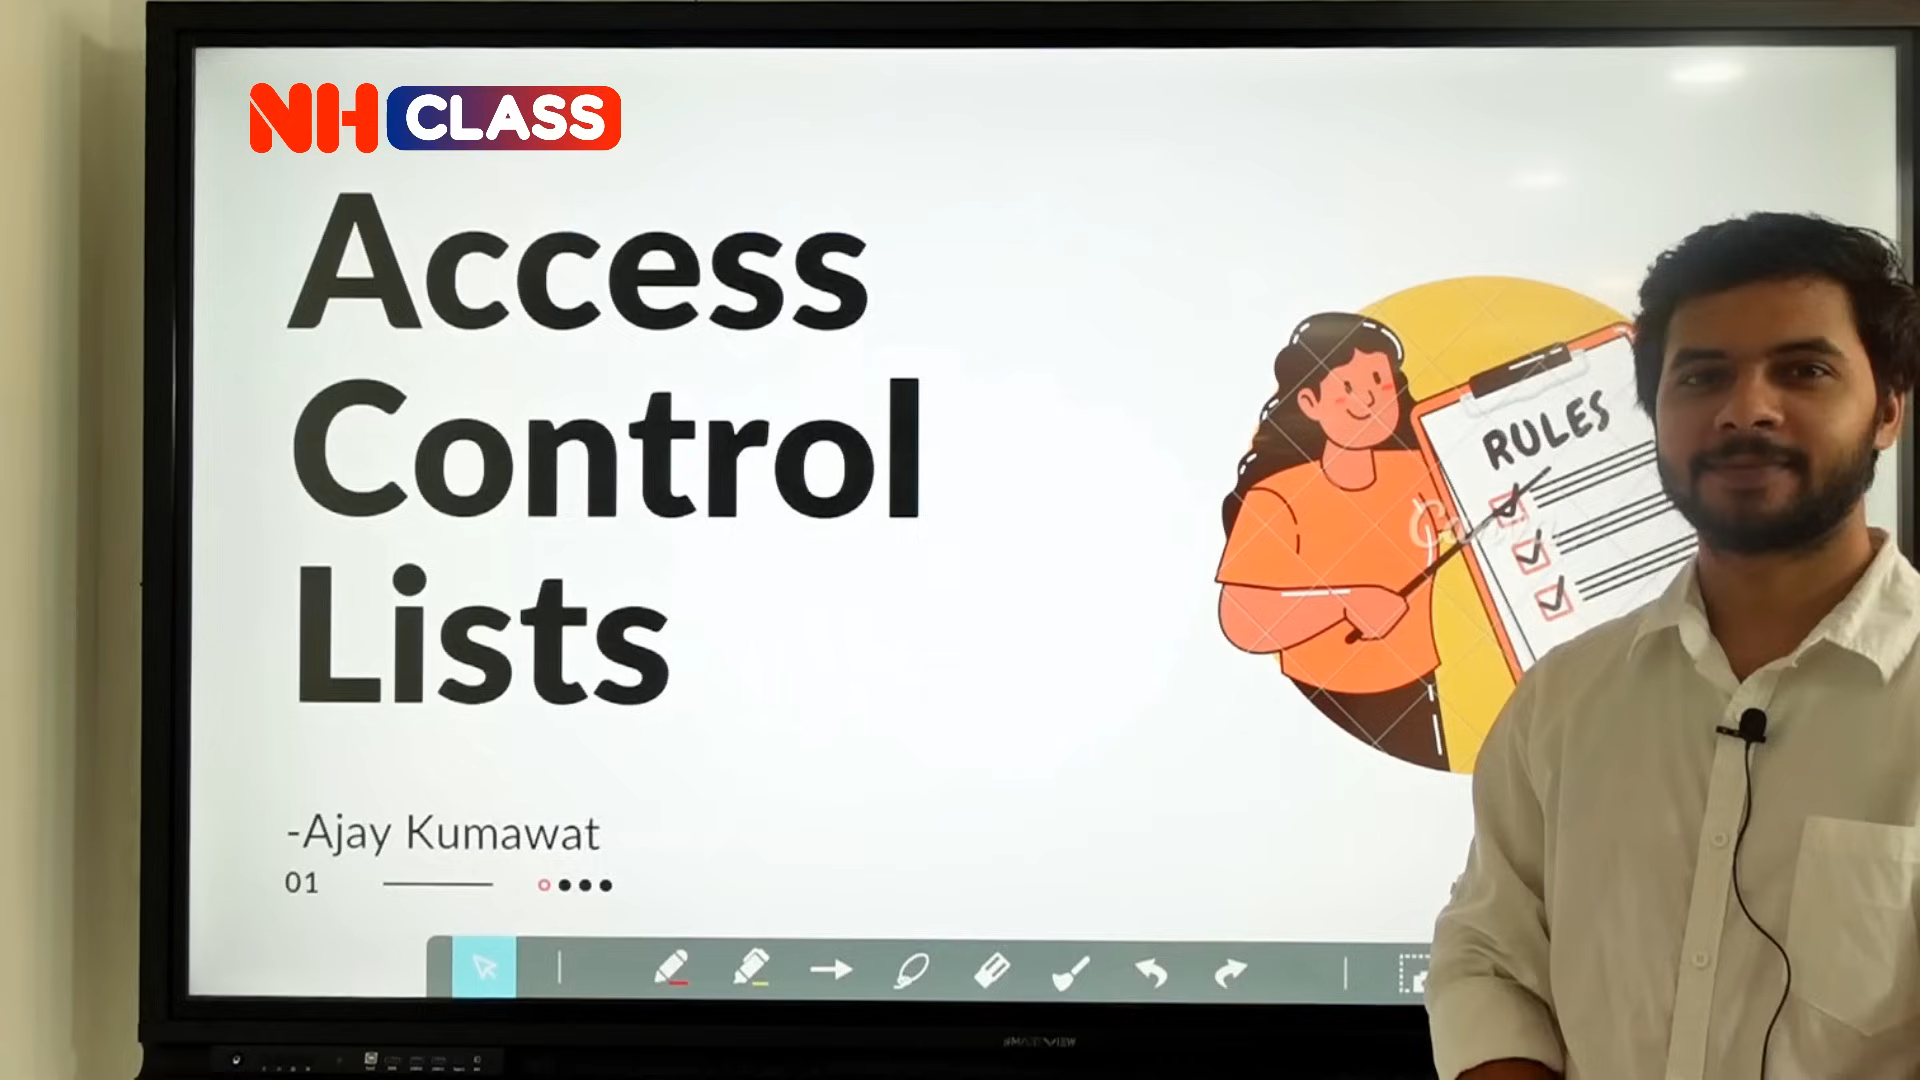 NH CLASS
Access
Control
Lists
RULES
-Ajay Kumawat
01